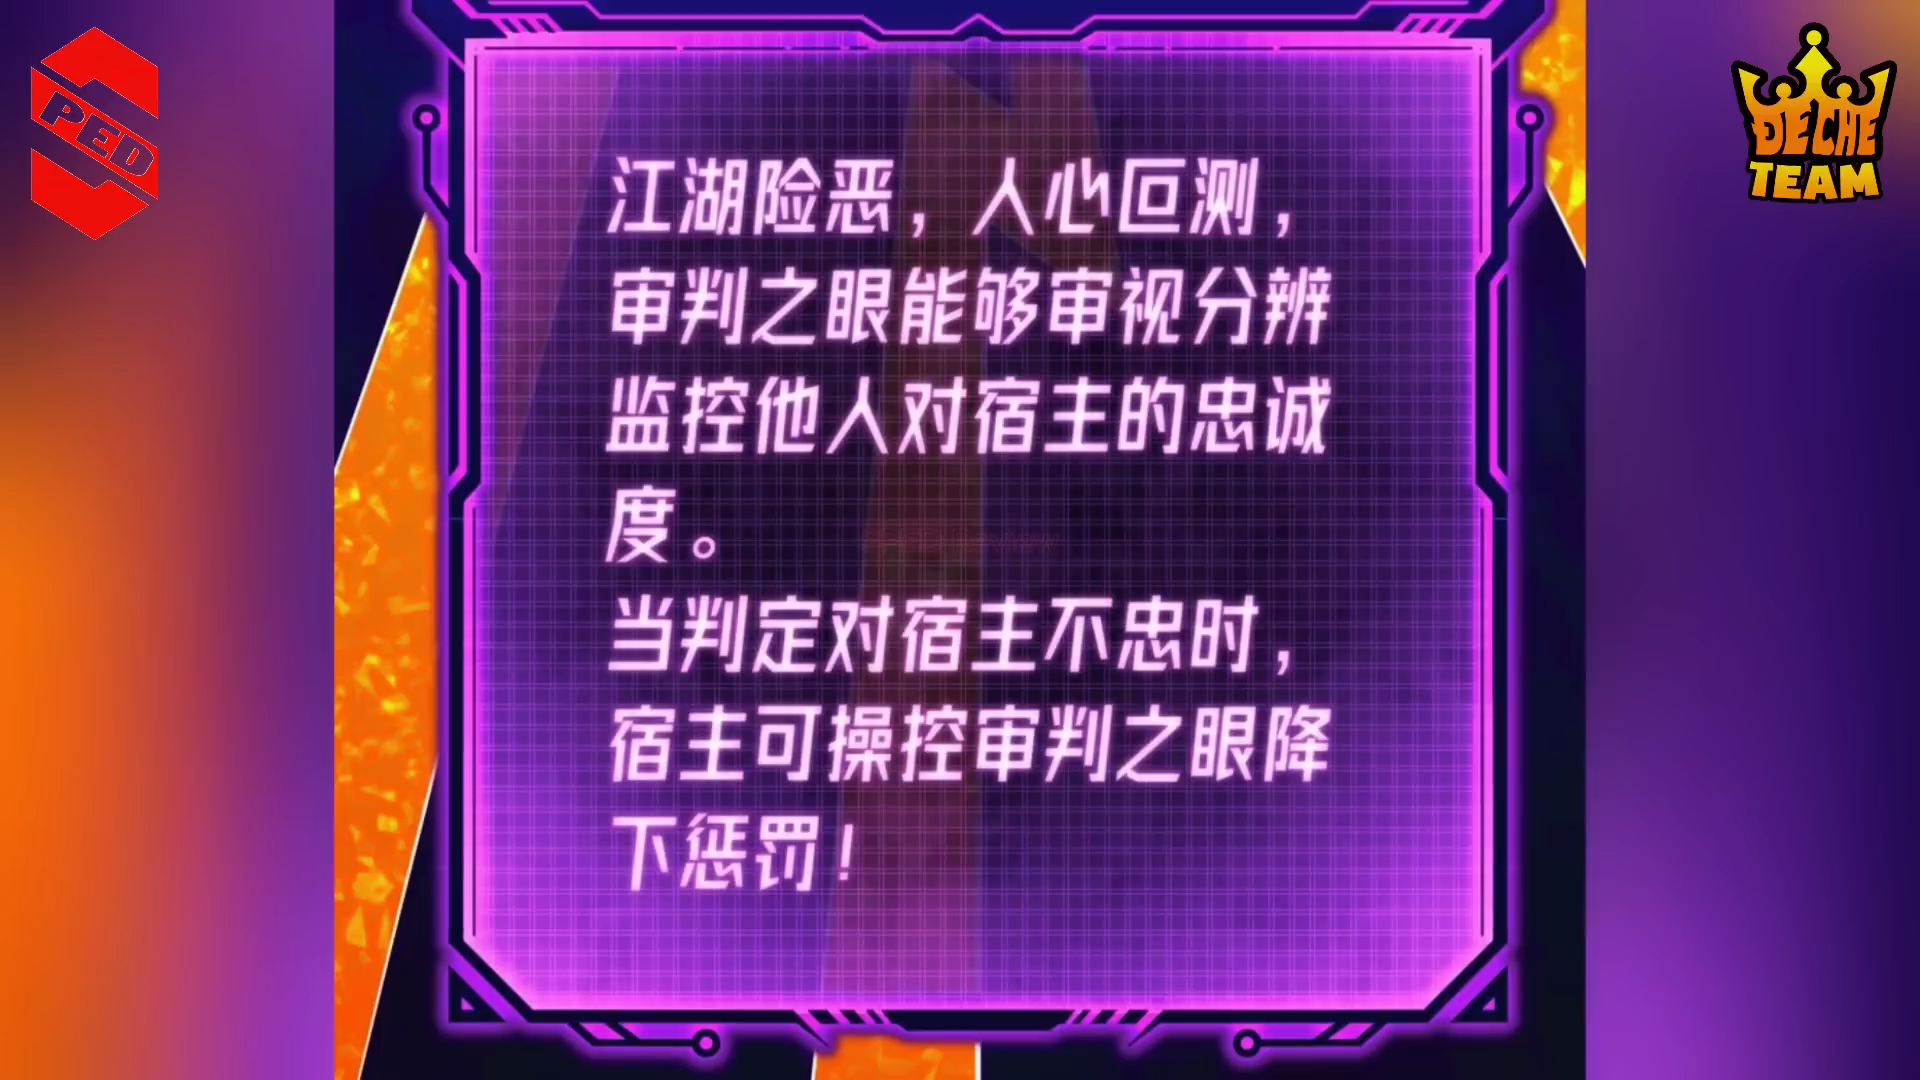 PED
ĐECHE
TEAM
江湖险恶，人心叵测，
审判之眼能够审视分辨
监控他人对宿主的忠诚
度。
当判定对宿主不忠时，
宿主可操控审判之眼降
下惩罚！